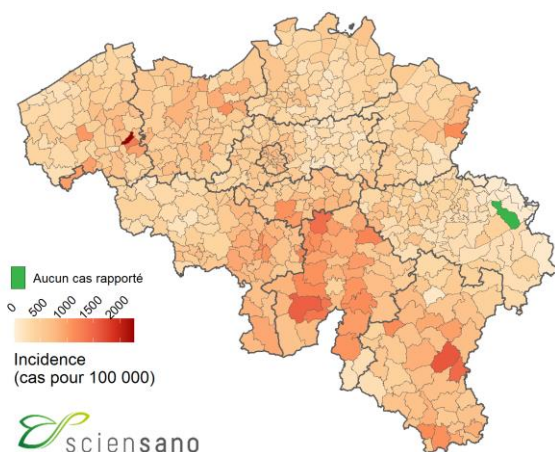 Aucun cas rapporté
0 500 1000 1500 2000
Incidence
(cas pour 100 000)
sciensano